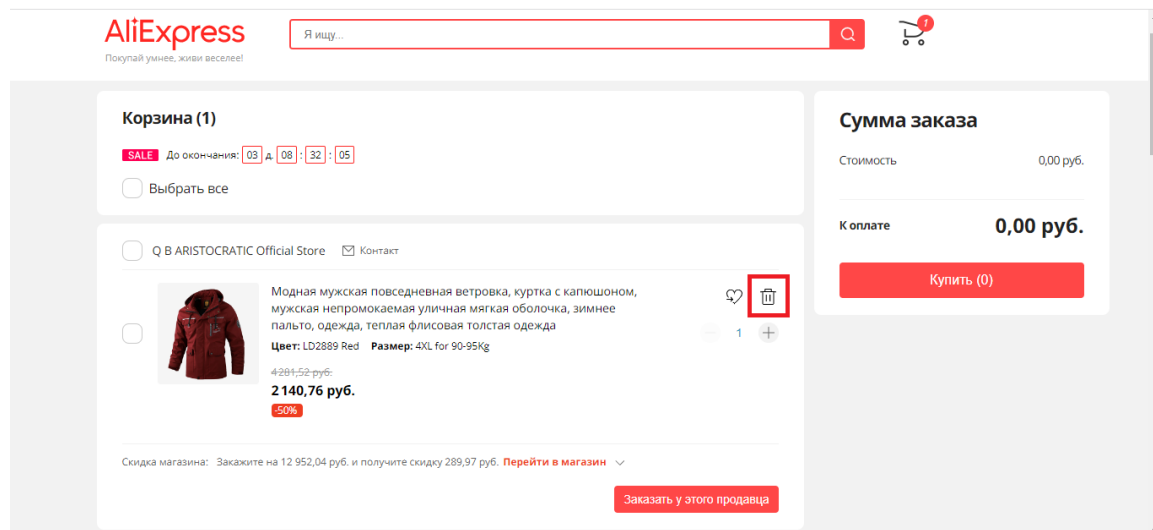 AliExpress
Покупай умнее, живи веселее!
Я ищу...
1
Корзина (1)
SALE До окончания: 03 д. 08 : 32 : 05
Выбрать все
Q B ARISTOCRATIC Official Store Контакт
Модная мужская повседневная ветровка, куртка с капюшоном,
мужская непромокаемая уличная мягкая оболочка, зимнее
пальто, одежда, теплая флисовая толстая одежда
Цвет: LD2889 Red Размер: 4XL for 90-95Kg
1
4 281,52 руб.
2 140,76 руб.
-50%
Скидка магазина: Закажите на 12 952,04 руб. и получите скидку 289,97 руб. Перейти в магазин
Заказать у этого продавца
Сумма заказа
Стоимость 0,00 руб.
К оплате 0,00 руб.
Купить (0)